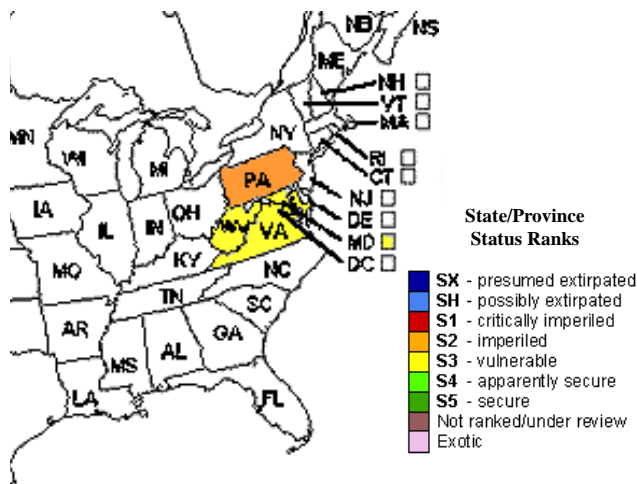 NB
NS
ME
NH
VT
MA
MN
WI
MI
NY
RI
CT
PA
IA
IL
IN
OH
NJ
DE
MD
DC
WV
VA
MO
KY
NC
TN
SC
AR
MS
AL
GA
LA
FL
State/Province
Status Ranks
SX - presumed extirpated
SH - possibly extirpated
S1 - critically imperiled
S2 - imperiled
S3 - vulnerable
S4 - apparently secure
S5 - secure
Not ranked/under review
Exotic